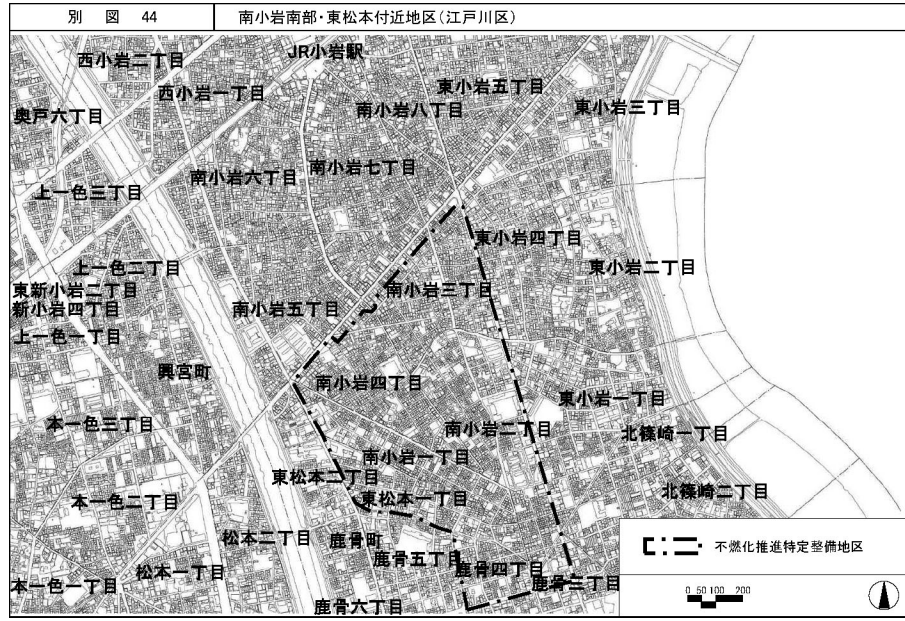 別 図 44
南小岩南部・東松本付近地区(江戸川区)
JR小岩駅
西小岩二丁目
西小岩一丁目
東小岩五丁目
南小岩八丁目
東小岩三丁目
奥戸六丁目
南小岩七丁目
南小岩六丁目
上一色三丁目
東小岩四丁目
上一色二丁目
東小岩二丁目
東新小岩二丁目
南小岩三丁目
新小岩四丁目
南小岩五丁目
上一色一丁目
興宮町
南小岩四丁目
東小岩一丁目
本一色三丁目
南小岩二丁目
北篠崎一丁目
南小岩一丁目
東松本二丁目
北篠崎二丁目
東松本一丁目
本一色二丁目
松本二丁目
鹿骨町
鹿骨五丁目
鹿骨四丁目
松本一丁目
鹿骨三丁目
本一色一丁目
鹿骨六丁目
不燃化推進特定整備地区
0 50 100 200